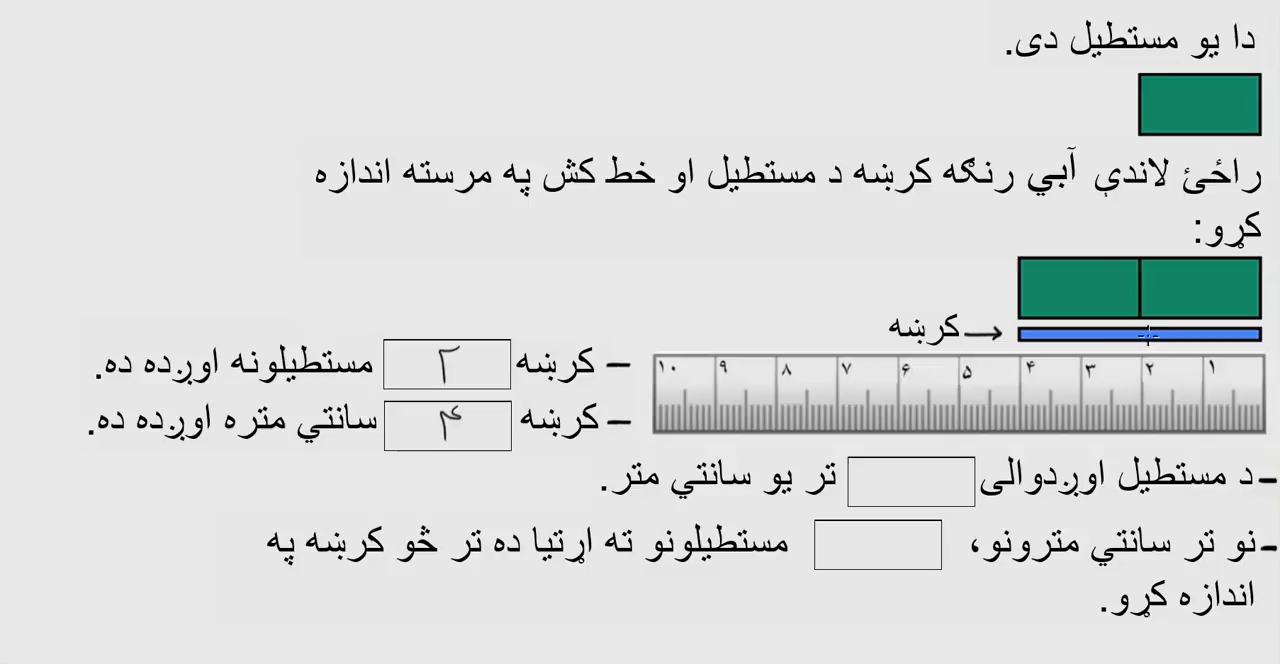 دا یو مستطیل دی.
راځئ لاندې آبي رنګه کرښه د مستطیل او خط کش په مرسته اندازه
کړو:
کرښه
– کرښه ۲ مستطیلونه اوږده ده.
– کرښه ۴ سانتي متره اوږده ده.
۱ ۲ ۳ ۴ ۵ ۶ ۷ ۸ ۹ ۱۰
–د مستطیل اوږدوالی تر یو سانتي متر.
–نو تر سانتي مترونو، مستطیلونو ته اړتیا ده تر څو کرښه په
اندازه کړو.